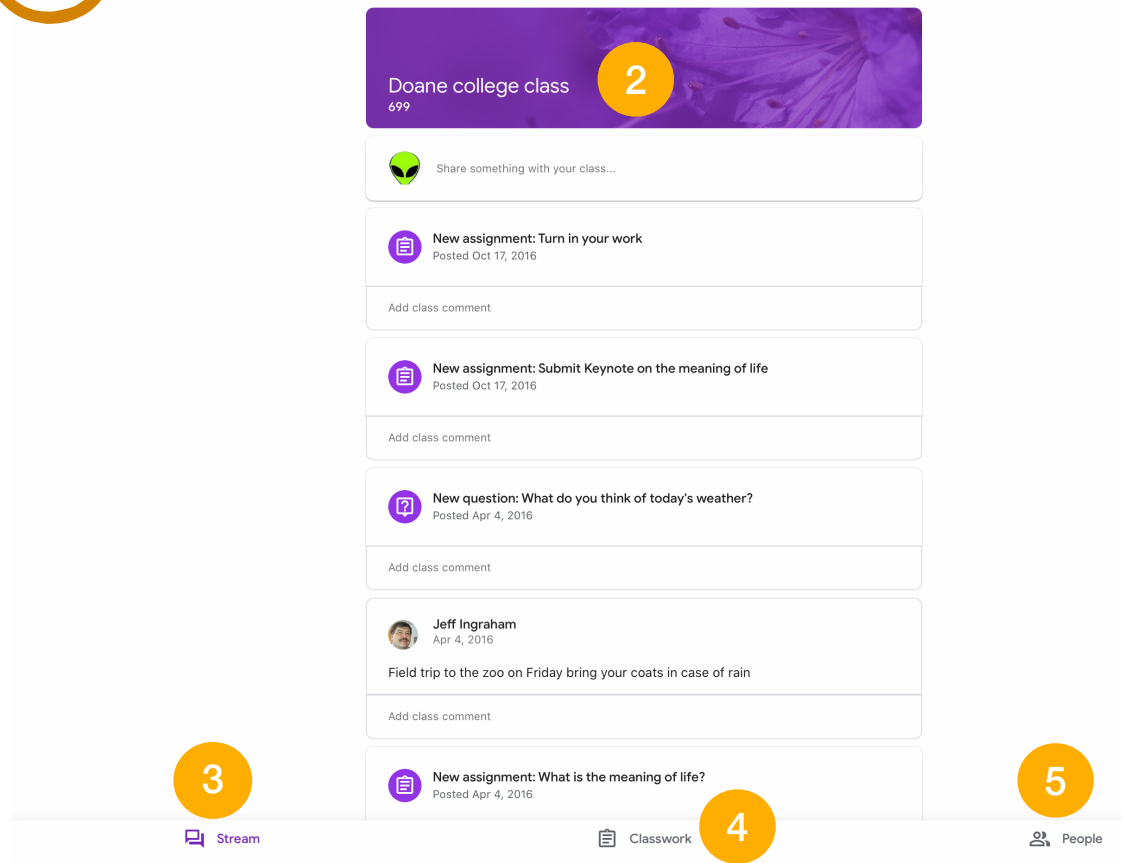 Doane college class
2
699
Share something with your class...
New assignment: Turn in your work
Posted Oct 17, 2016
Add class comment
New assignment: Submit Keynote on the meaning of life
Posted Oct 17, 2016
Add class comment
New question: What do you think of today's weather?
Posted Apr 4, 2016
Add class comment
Jeff Ingraham
Apr 4, 2016
Field trip to the zoo on Friday bring your coats in case of rain
Add class comment
3
New assignment: What is the meaning of life?
Posted Apr 4, 2016
5
Stream
Classwork
4
People